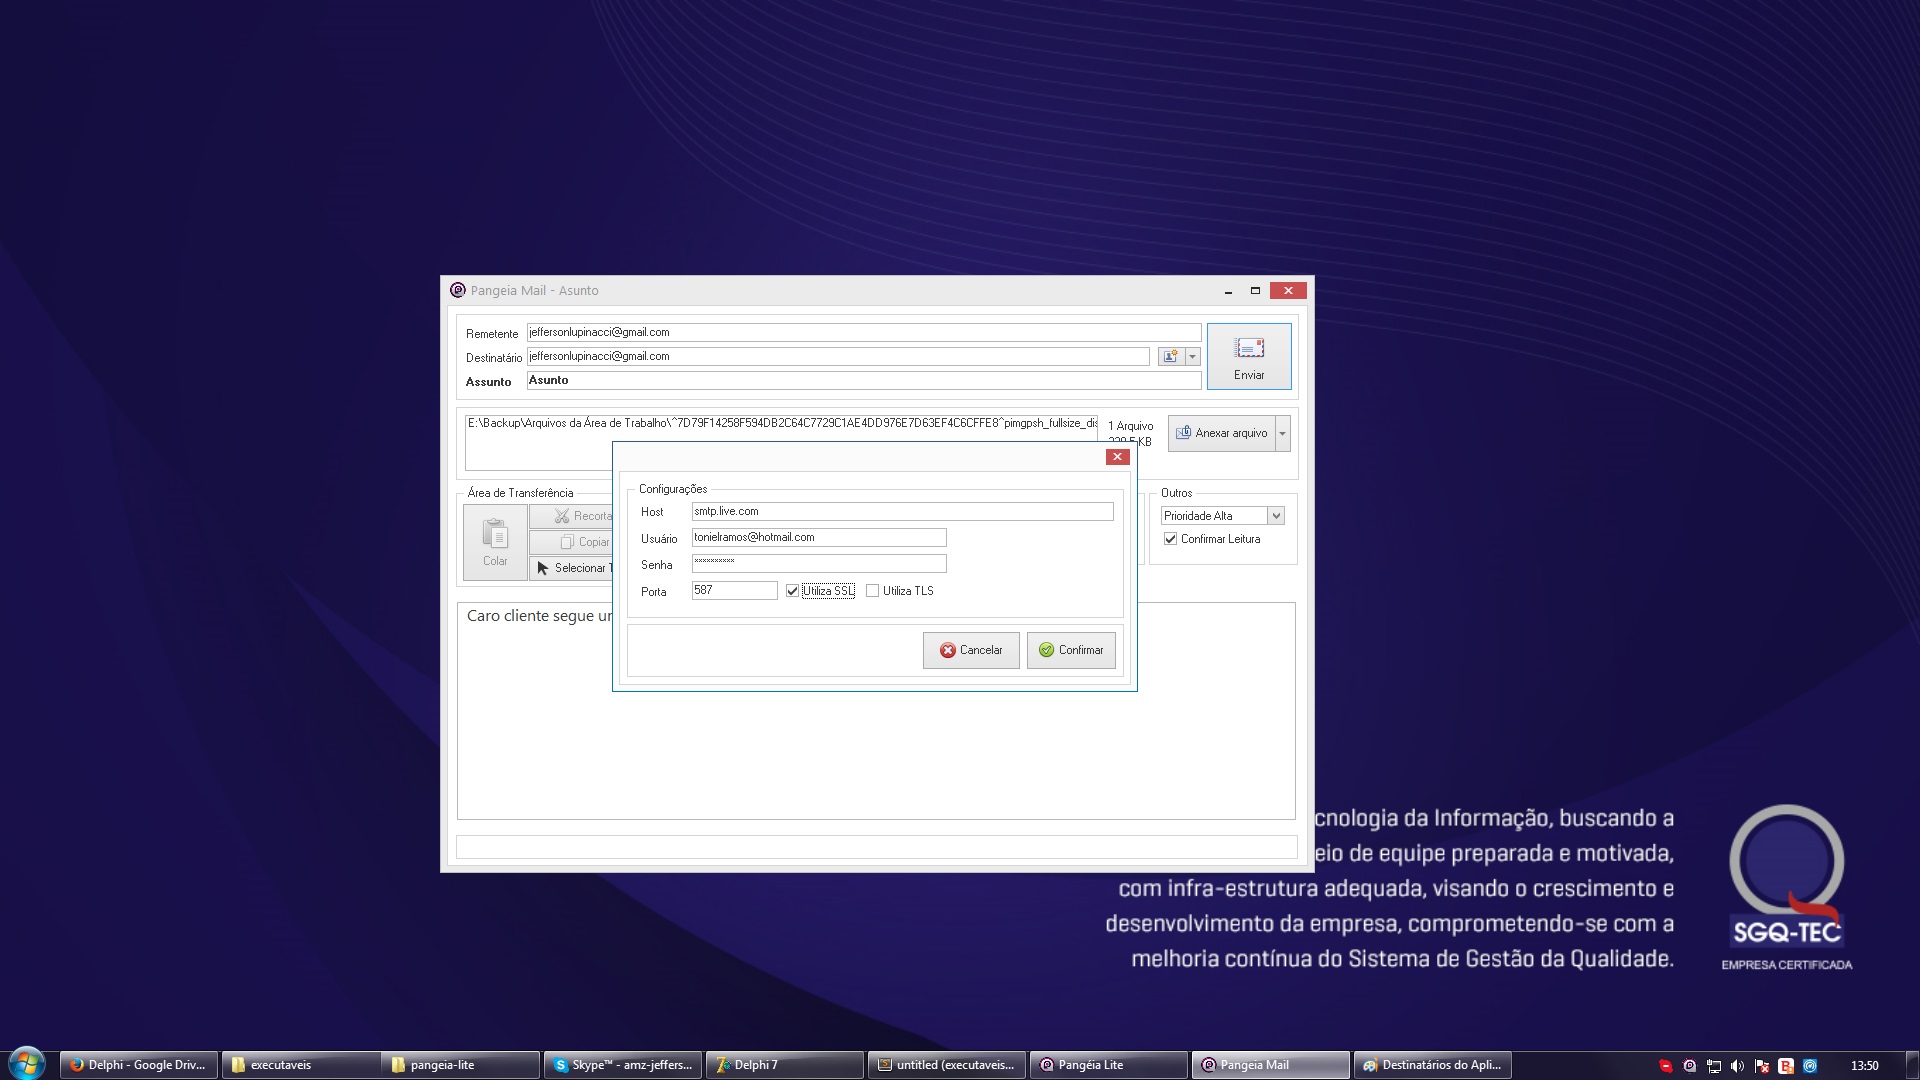 Pangeia Mail - Asunto
Remetente jeffersonlupinacci@gmail.com
Destinatário jeffersonlupinacci@gmail.com
Assunto Asunto
Enviar
E:\Backup\Arquivos da Área de Trabalho\^7D79F14258F594DB2C64C7729C1AE4DD976E7D63EF4C6CFFE8^pimgpsh_fullsize_dis
1 Arquivo
Anexar arquivo
Área de Transferência
Colar
Recorta
Copiar
Selecionar T
Configurações
Host smtp.live.com
Usuário tonielramos@hotmail.com
Senha **********
Porta 587 Utiliza SSL Utiliza TLS
Cancelar Confirmar
Outros
Prioridade Alta
Confirmar Leitura
Caro cliente segue u
cnologia da Informação, buscando a
eio de equipe preparada e motivada,
com infra-estrutura adequada, visando o crescimento e
desenvolvimento da empresa, comprometendo-se com a
melhoria contínua do Sistema de Gestão da Qualidade.
SGQ-TEC
EMPRESA CERTIFICADA
Delphi - Google Driv... executaveis pangeia-lite Skype™ - amz-jeffers... Delphi 7 untitled (executaveis... Pangéia Lite Pangeia Mail Destinatários do Apli... 13:50